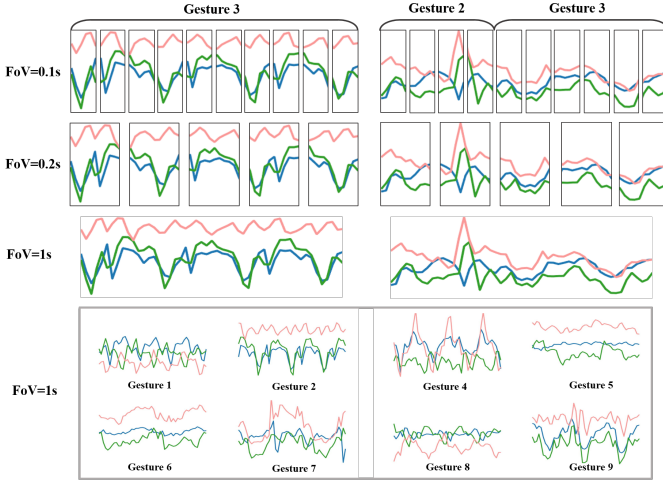 Gesture 3
Gesture 2
Gesture 3
FoV=0.1s
FoV=0.2s
FoV=1s
FoV=1s
Gesture 1
Gesture 2
Gesture 4
Gesture 5
Gesture 6
Gesture 7
Gesture 8
Gesture 9